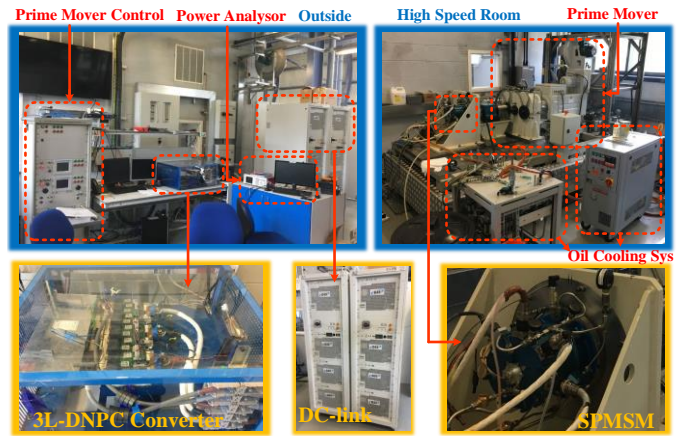 Prime Mover Control
Power Analysor
Outside
High Speed Room
Prime Mover
Oil Cooling Sys
3L-DNPC Converter
DC-link
SPMSM